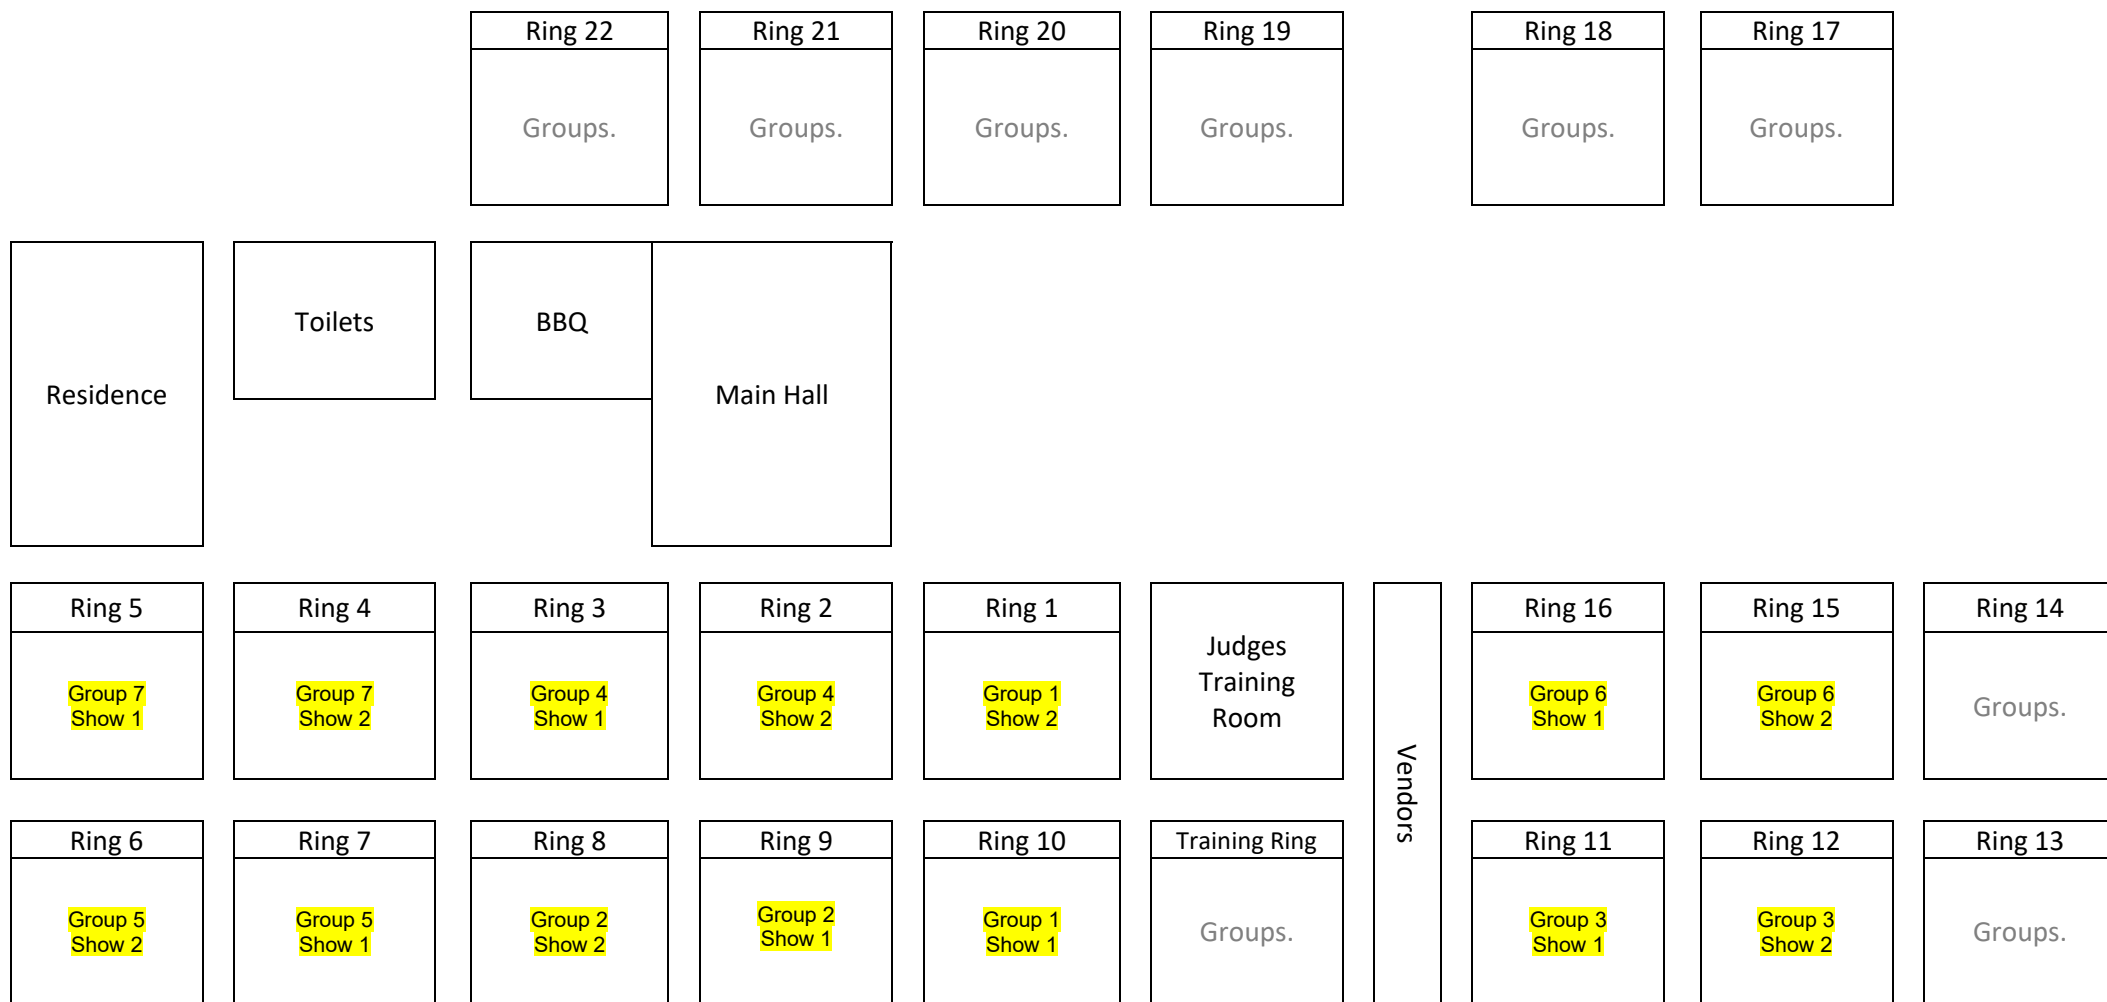 Ring 22
Ring 21
Ring 20
Ring 19
Ring 18
Ring 17
Groups.
Groups.
Groups.
Groups.
Groups.
Groups.
Residence
Toilets
BBQ
Main Hall
Ring 5
Group 7
Show 1
Ring 4
Group 7
Show 2
Ring 3
Group 4
Show 1
Ring 2
Group 4
Show 2
Ring 1
Group 1
Show 2
Judges
Training
Room
Vendors
Ring 16
Group 6
Show 1
Ring 15
Group 6
Show 2
Ring 14
Groups.
Ring 6
Group 5
Show 2
Ring 7
Group 5
Show 1
Ring 8
Group 2
Show 2
Ring 9
Group 2
Show 1
Ring 10
Group 1
Show 1
Training Ring
Groups.
Ring 11
Group 3
Show 1
Ring 12
Group 3
Show 2
Ring 13
Groups.